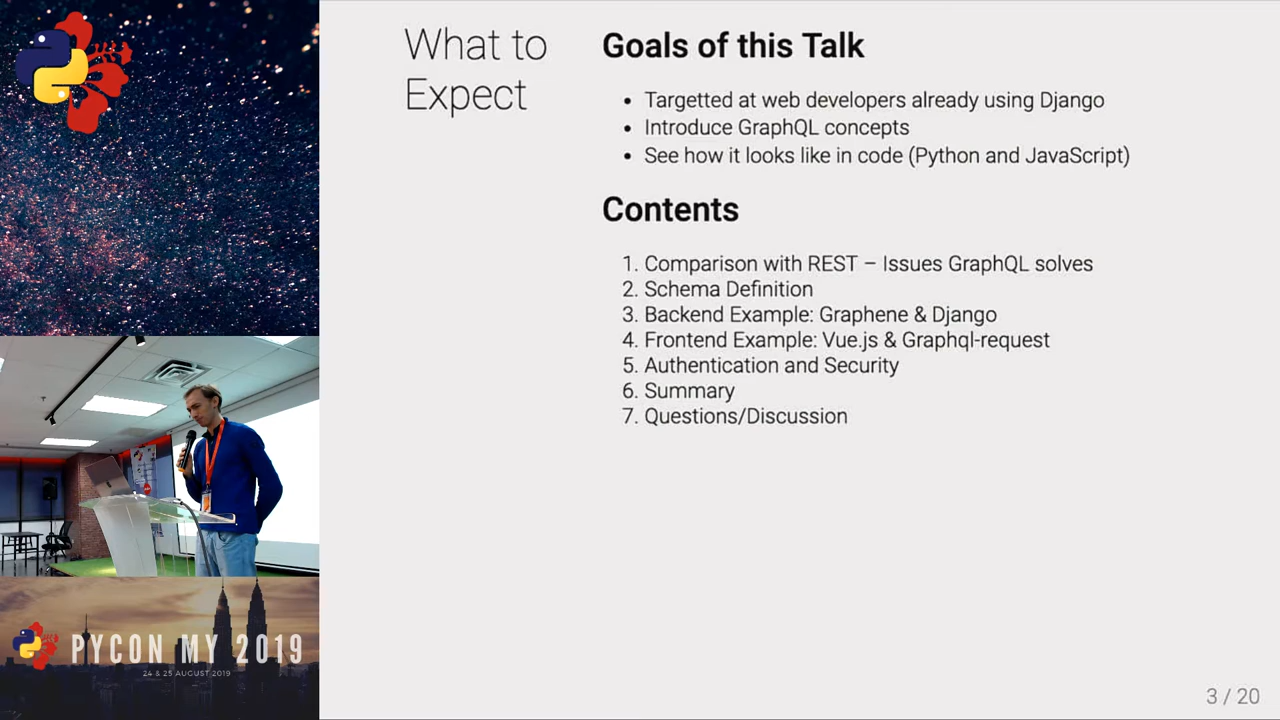 What to
Expect
Goals of this Talk
• Targetted at web developers already using Django
• Introduce GraphQL concepts
• See how it looks like in code (Python and JavaScript)
Contents
1. Comparison with REST – Issues GraphQL solves
2. Schema Definition
3. Backend Example: Graphene & Django
4. Frontend Example: Vue.js & Graphql-request
5. Authentication and Security
6. Summary
7. Questions/Discussion
PYCON MY 2019
24 & 25 AUGUST 2019
3 / 20